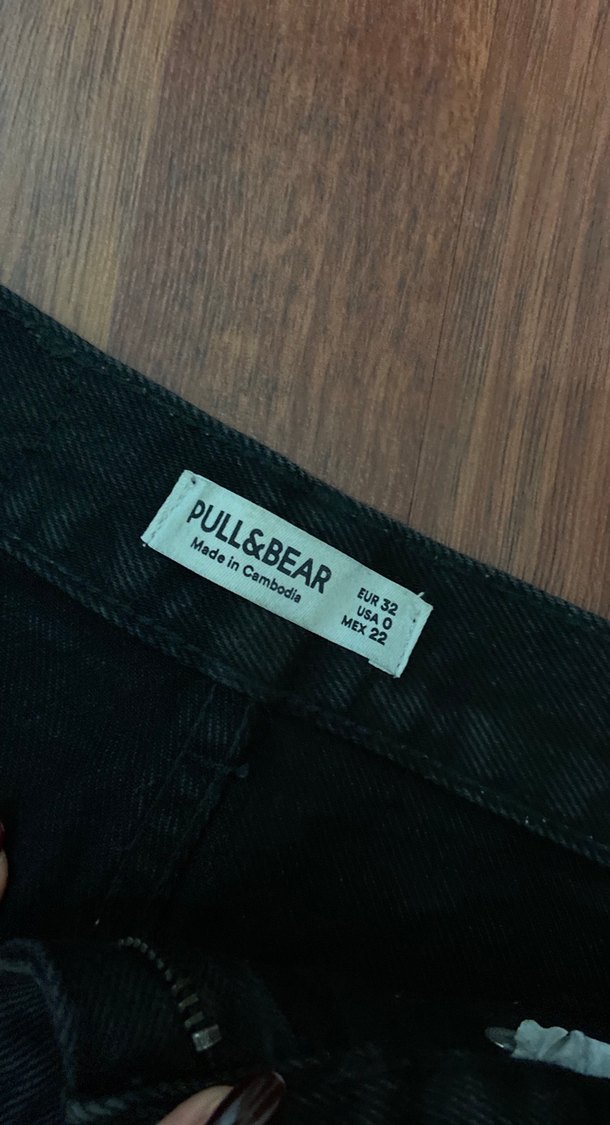 PULL&BEAR
Made in Cambodia
EUR 32
USA 0
MEX 22